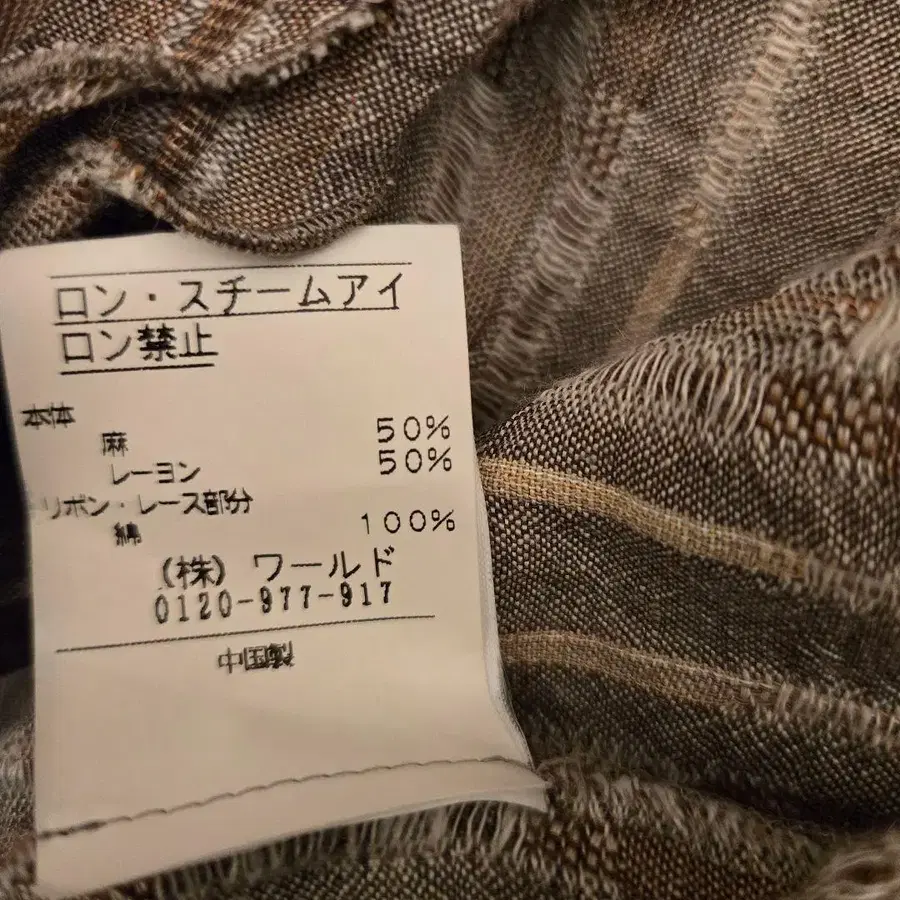 ロン・スチームアイ
ロン禁止
本体
麻 50%
レーヨン 50%
リボン・レース部分
綿 100%
(株) ワールド
0120-977-917
中国製